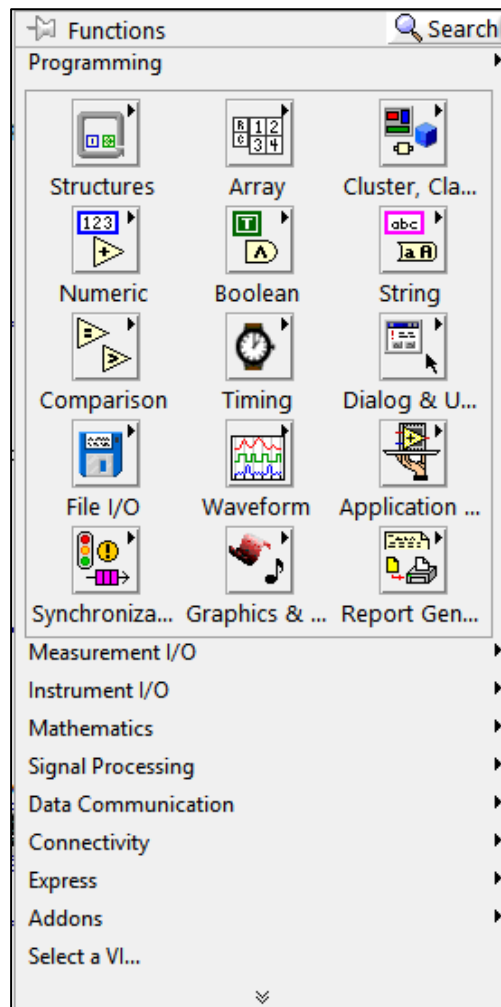 Functions Search
Programming
Structures Array Cluster, Cla...
Numeric Boolean String
Comparison Timing Dialog & U...
File I/O Waveform Application ...
Synchroniza... Graphics & ... Report Gen...
Measurement I/O
Instrument I/O
Mathematics
Signal Processing
Data Communication
Connectivity
Express
Addons
Select a VI...